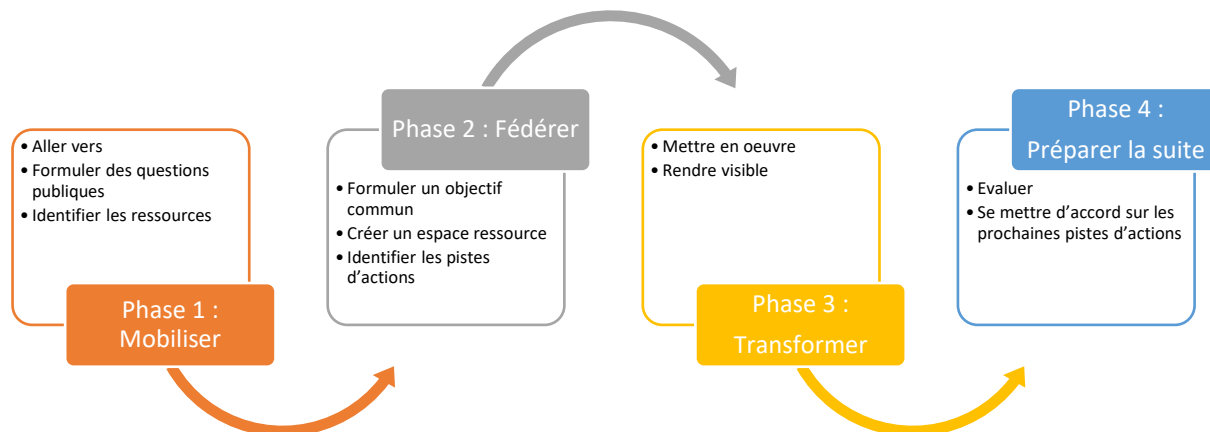 • Aller vers
• Formuler des questions
publiques
• Identifier les ressources
Phase 1 :
Mobiliser
Phase 2 : Fédérer
• Formuler un objectif
commun
• Créer un espace ressource
• Identifier les pistes
d'actions
• Mettre en oeuvre
• Rendre visible
Phase 3 :
Transformer
Phase 4 :
Préparer la suite
• Evaluer
• Se mettre d'accord sur les
prochaines pistes d'actions